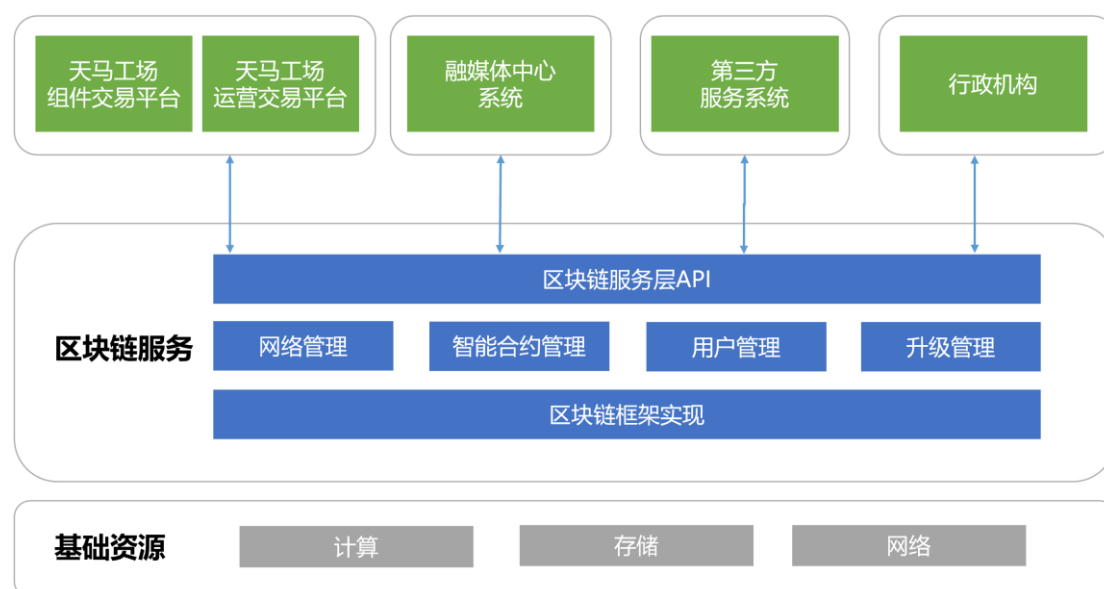 天马工场
组件交易平台
天马工场
运营交易平台
融媒体中心
系统
第三方
服务系统
行政机构
区块链服务层API
区块链服务
网络管理
智能合约管理
用户管理
升级管理
区块链框架实现
基础资源
计算
存储
网络